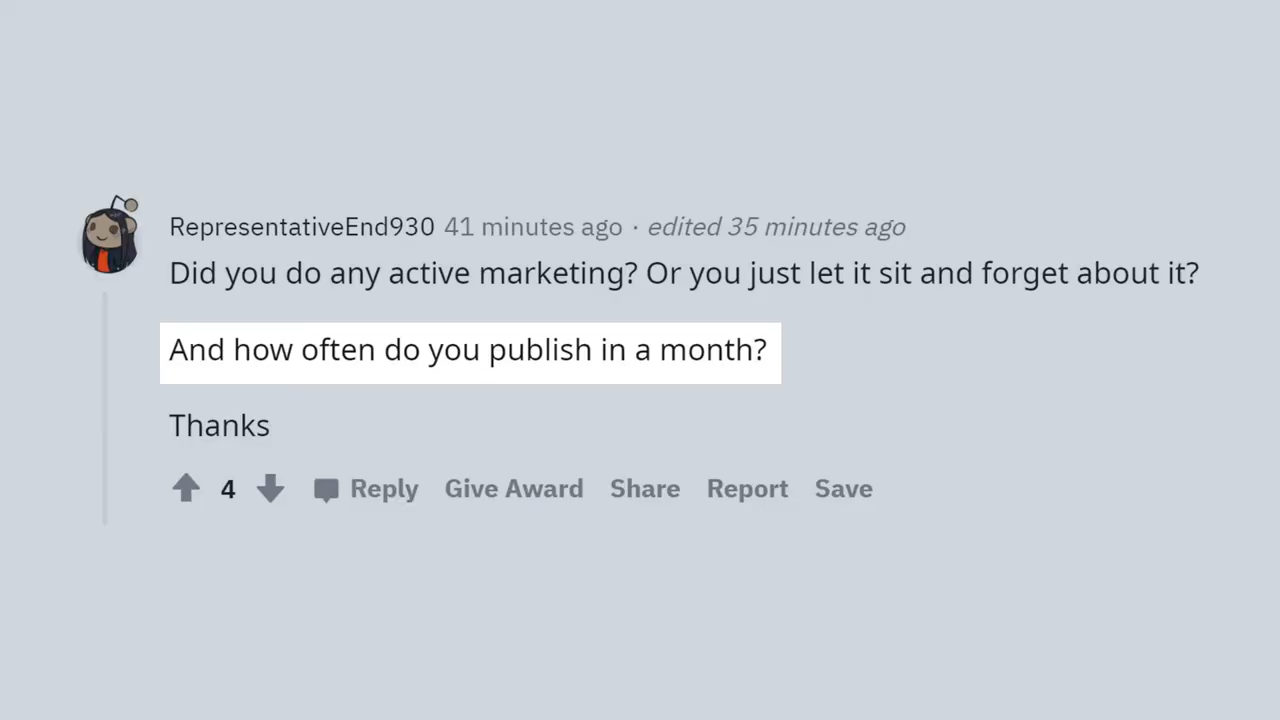 RepresentativeEnd930 41 minutes ago · edited 35 minutes ago
Did you do any active marketing? Or you just let it sit and forget about it?
And how often do you publish in a month?
Thanks
4 Reply Give Award Share Report Save